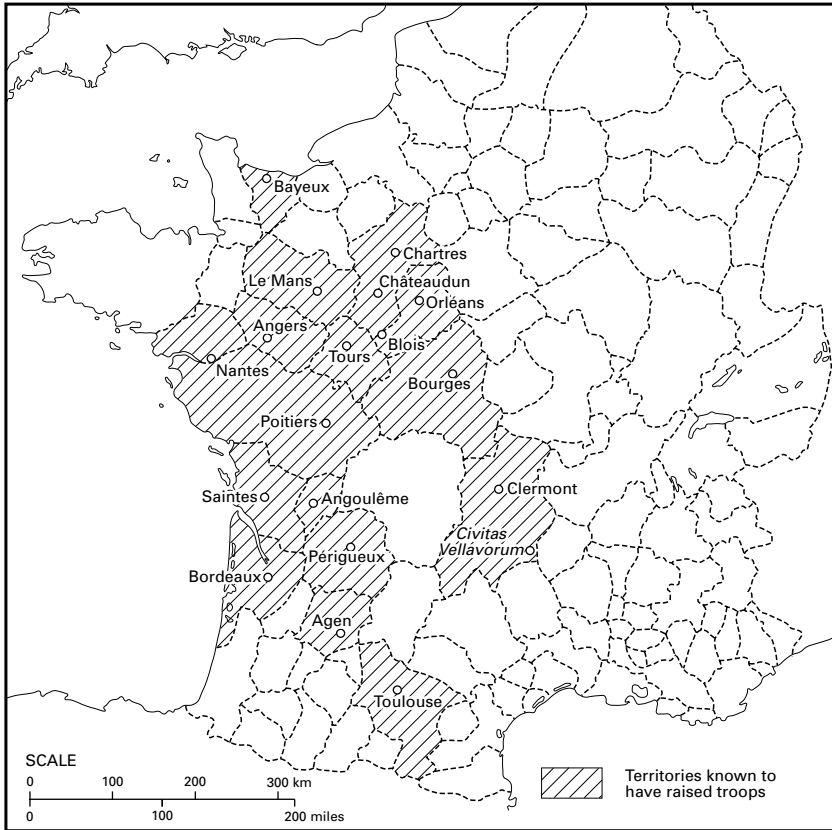 Bayeux
Chartres
Le Mans
Châteaudun
Orléans
Angers
Blois
Tours
Nantes
Bourges
Poitiers
Clermont
Saintes
Angoulême
Civitas
Vellavorum
Périgueux
Bordeaux
Agen
Toulouse
SCALE
0 100 200 300 km
0 100 200 miles
Territories known to
have raised troops